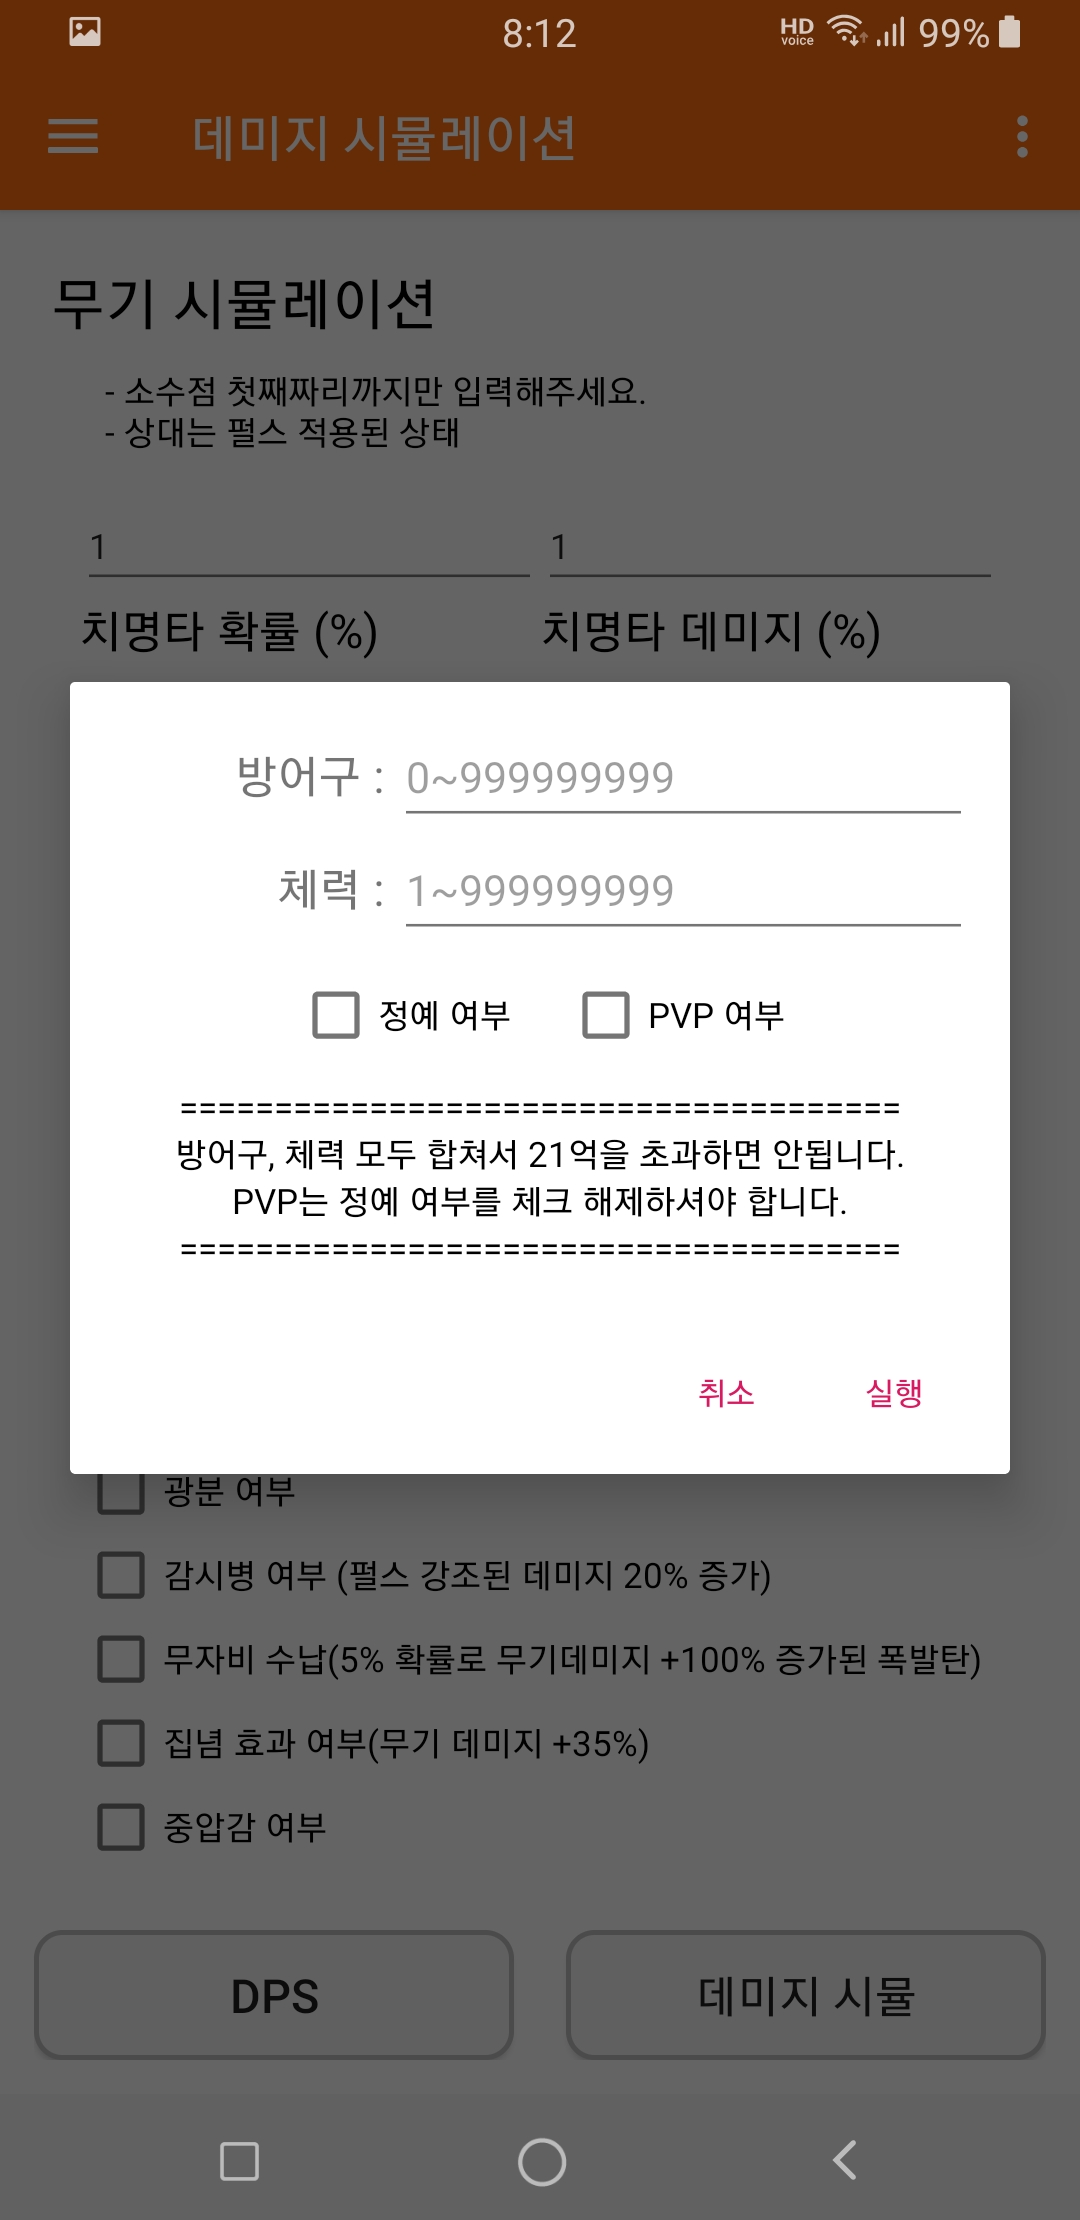 8:12
HD voice
99%
데미지 시뮬레이션
무기 시뮬레이션
- 소수점 첫째짜리까지만 입력해주세요.
- 상대는 펄스 적용된 상태
1
1
치명타 확률 (%)
치명타 데미지 (%)
방어구 : 0~999999999
체력 : 1~999999999
정예 여부
PVP 여부
======================================
방어구, 체력 모두 합쳐서 21억을 초과하면 안됩니다.
PVP는 정예 여부를 체크 해제하셔야 합니다.
======================================
취소
실행
광분 여부
감시병 여부 (펄스 강조된 데미지 20% 증가)
무자비 수납(5% 확률로 무기데미지 +100% 증가된 폭발탄)
집념 효과 여부(무기 데미지 +35%)
중압감 여부
DPS
데미지 시뮬